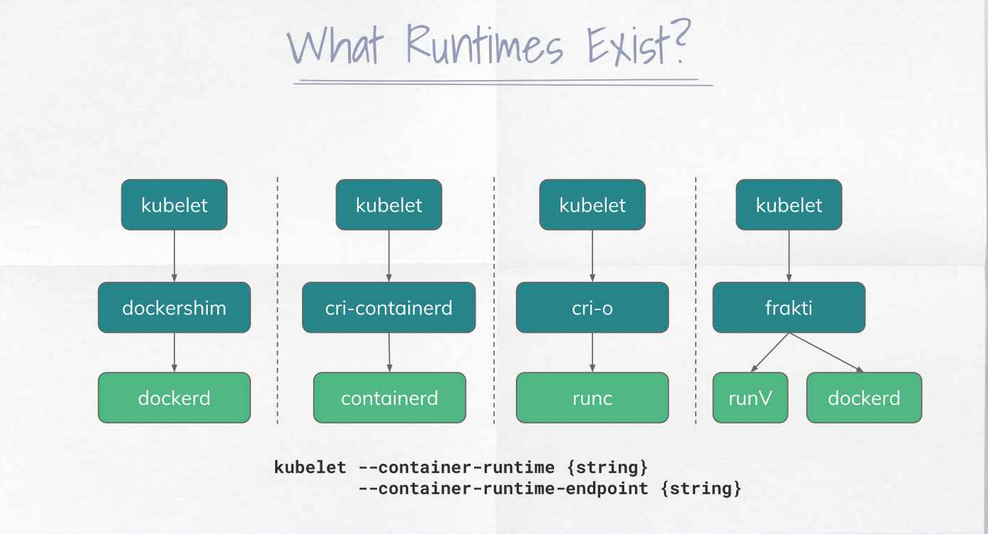 What Runtimes Exist?
kubelet kubelet kubelet kubelet
dockershim cri-containerd cri-o frakti
dockerd containerd runc runV dockerd
kubelet --container-runtime {string}
--container-runtime-endpoint {string}